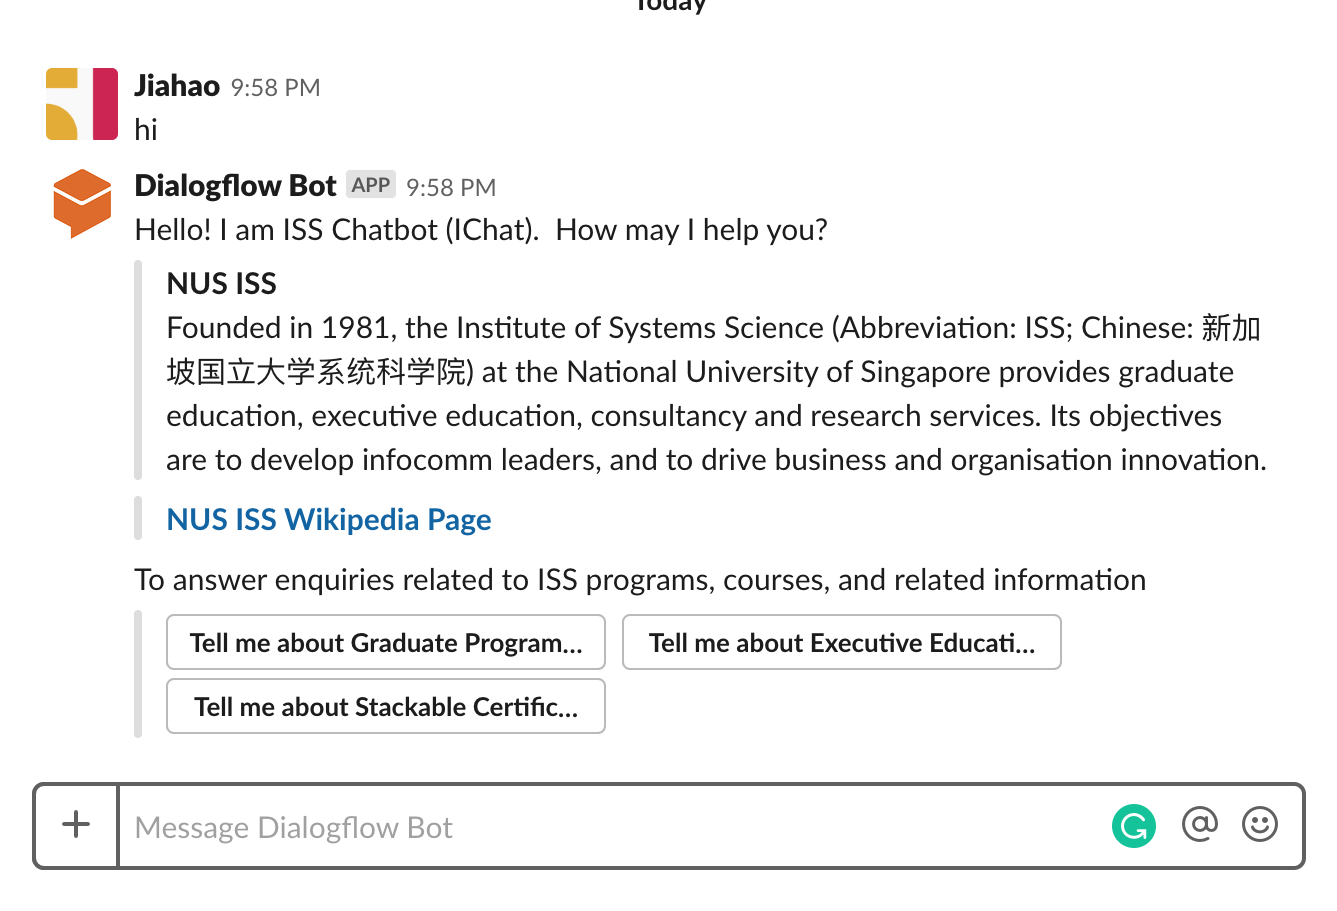 Today
Jiahao 9:58 PM
hi
Dialogflow Bot APP 9:58 PM
Hello! I am ISS Chatbot (IChat).  How may I help you?
NUS ISS
Founded in 1981, the Institute of Systems Science (Abbreviation: ISS; Chinese: 新加
坡国立大学系统科学院) at the National University of Singapore provides graduate
education, executive education, consultancy and research services. Its objectives
are to develop infocomm leaders, and to drive business and organisation innovation.
NUS ISS Wikipedia Page
To answer enquiries related to ISS programs, courses, and related information
Tell me about Graduate Program... Tell me about Executive Educati...
Tell me about Stackable Certific...
Message Dialogflow Bot